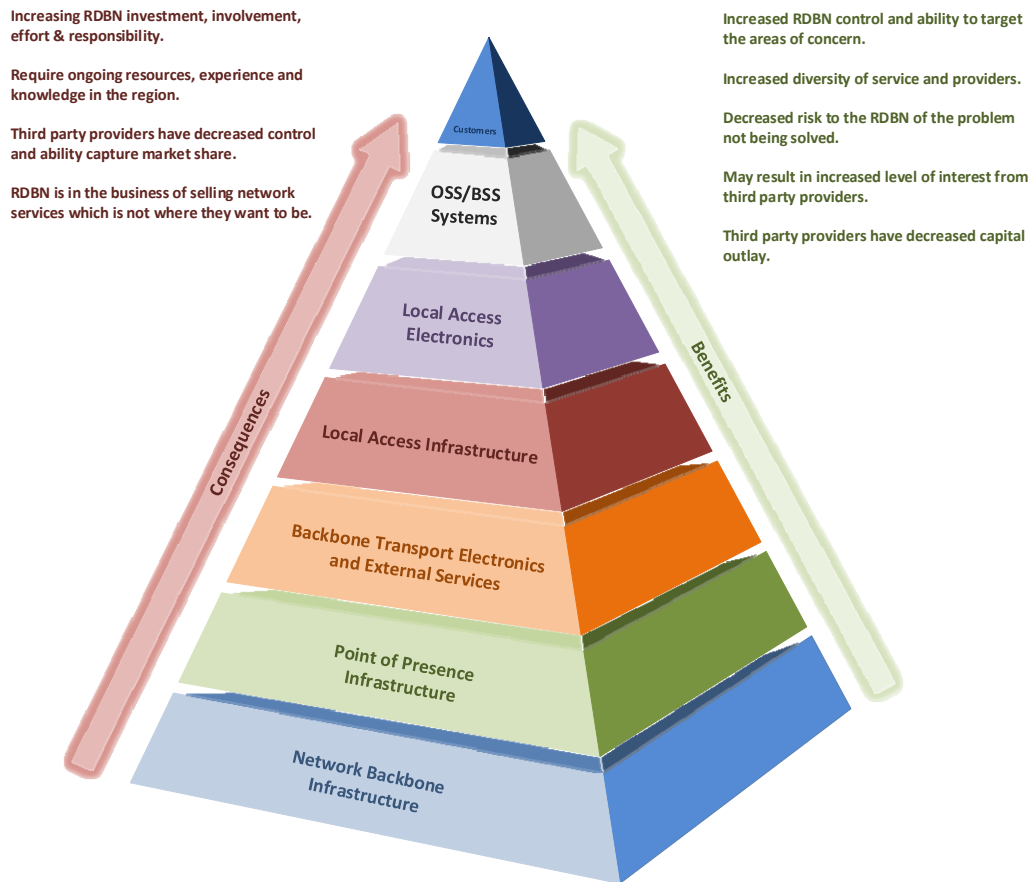 Increasing RDBN investment, involvement,
effort & responsibility.
Require ongoing resources, experience and
knowledge in the region.
Third party providers have decreased control
and ability capture market share.
RDBN is in the business of selling network
services which is not where they want to be.
Increased RDBN control and ability to target
the areas of concern.
Increased diversity of service and providers.
Decreased risk to the RDBN of the problem
not being solved.
May result in increased level of interest from
third party providers.
Third party providers have decreased capital
outlay.
Customers
OSS/BSS
Systems
Local Access
Electronics
Local Access Infrastructure
Backbone Transport Electronics
and External Services
Point of Presence
Infrastructure
Network Backbone
Infrastructure
Consequences
Benefits